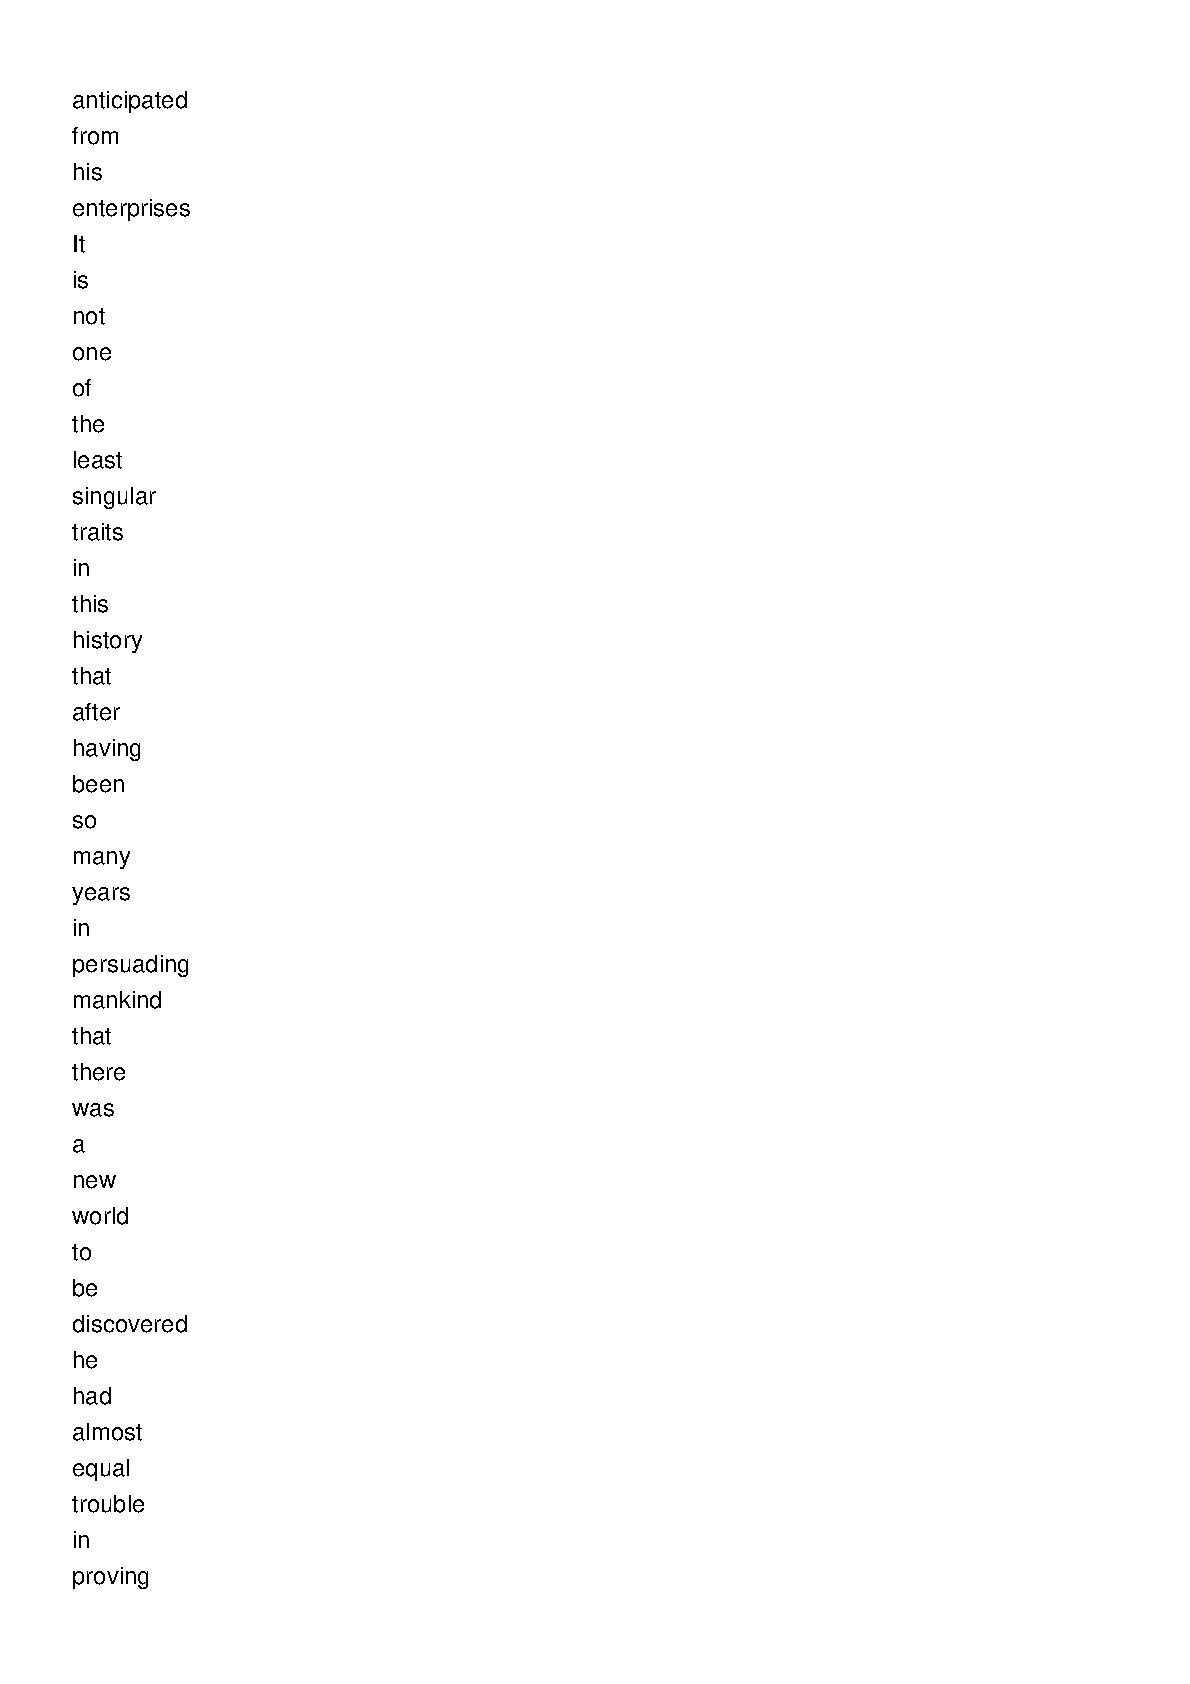 anticipated
from
his
enterprises
It
is
not
one
of
the
least
singular
traits
in
this
history
that
after
having
been
so
many
years
in
persuading
mankind
that
there
was
a
new
world
to
be
discovered
he
had
almost
equal
trouble
in
proving